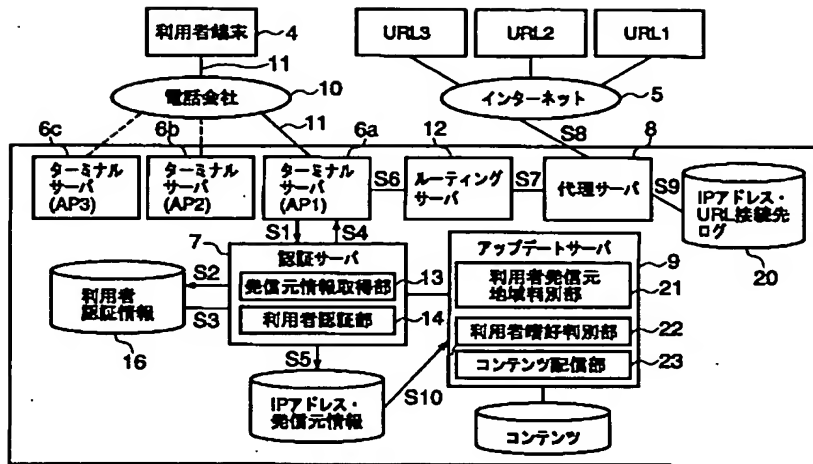 利用者端末
4
URL3
URL2
URL1
11
電話会社
10
インターネット
5
11
6c
6b
6a
12
S8
8
ターミナル
サーバ
(AP3)
ターミナル
サーバ
(AP2)
ターミナル
サーバ
(AP1)
S6
ルーティング
サーバ
S7
代理サーバ
S9
IPアドレス・
URL接続先
ログ
20
S1
S4
7
認証サーバ
発信元情報取得部
13
利用者認証部
14
S2
S3
利用者
認証情報
16
アップデートサーバ
9
利用者発信元
地域判別部
21
利用者嗜好判別部
22
コンテンツ配信部
23
S5
S10
IPアドレス・
発信元情報
コンテンツ